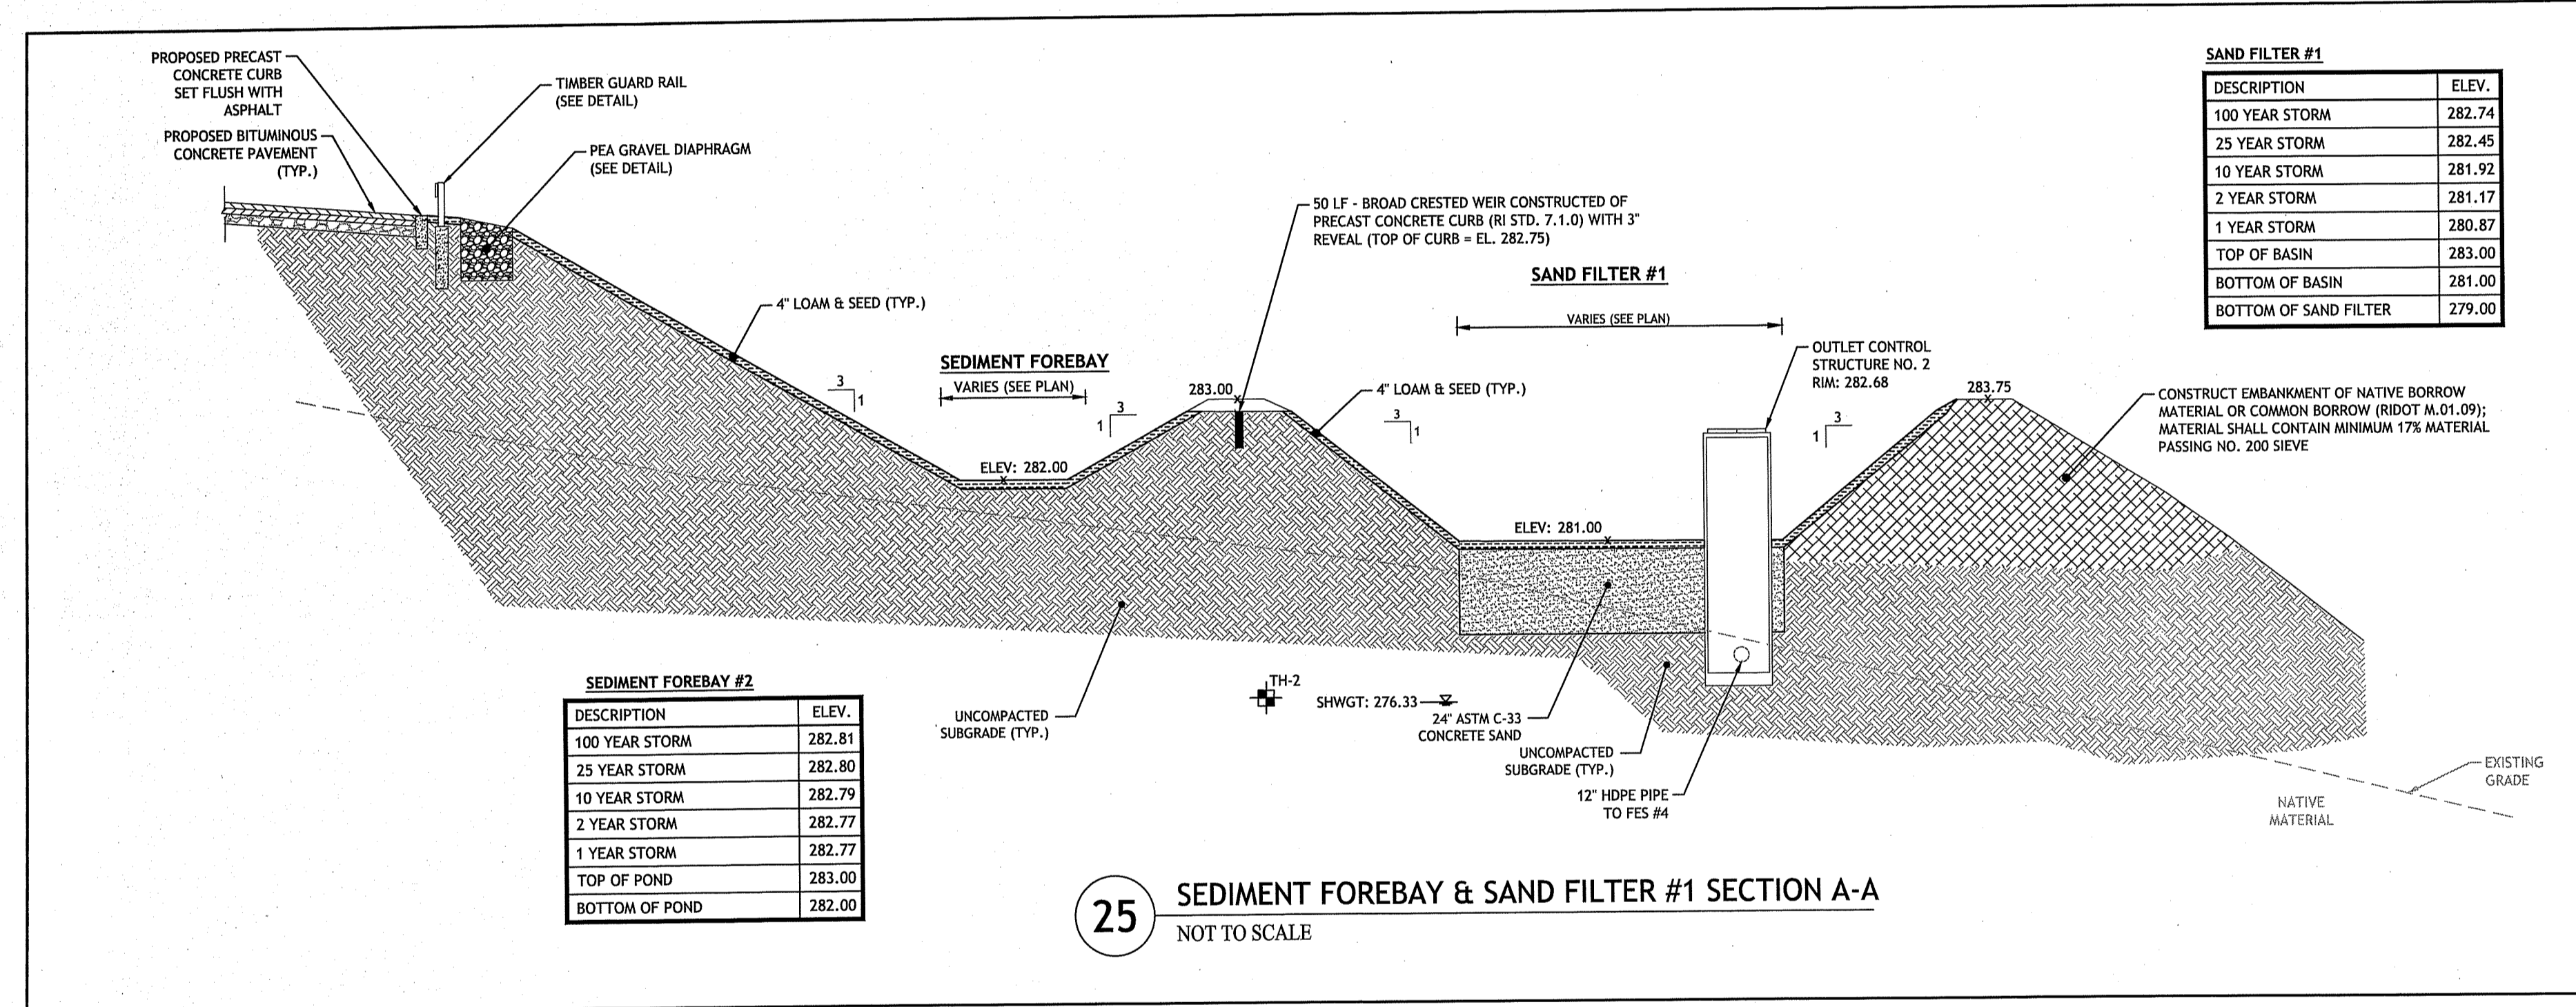 PROPOSED PRECAST
CONCRETE CURB
SET FLUSH WITH
ASPHALT
PROPOSED BITUMINOUS
CONCRETE PAVEMENT
(TYP.)
TIMBER GUARD RAIL
(SEE DETAIL)
PEA GRAVEL DIAPHRAGM
(SEE DETAIL)
4" LOAM & SEED (TYP.)
3
1
SEDIMENT FOREBAY
VARIES (SEE PLAN)
ELEV: 282.00
3
1
283.00
50 LF - BROAD CRESTED WEIR CONSTRUCTED OF
PRECAST CONCRETE CURB (RI STD. 7.1.0) WITH 3"
REVEAL (TOP OF CURB = EL. 282.75)
4" LOAM & SEED (TYP.)
3
1
SAND FILTER #1
VARIES (SEE PLAN)
ELEV: 281.00
OUTLET CONTROL
STRUCTURE NO. 2
RIM: 282.68
3
1
283.75
CONSTRUCT EMBANKMENT OF NATIVE BORROW
MATERIAL OR COMMON BORROW (RIDOT M.01.09);
MATERIAL SHALL CONTAIN MINIMUM 17% MATERIAL
PASSING NO. 200 SIEVE
SAND FILTER #1
DESCRIPTION ELEV.
100 YEAR STORM 282.74
25 YEAR STORM 282.45
10 YEAR STORM 281.92
2 YEAR STORM 281.17
1 YEAR STORM 280.87
TOP OF BASIN 283.00
BOTTOM OF BASIN 281.00
BOTTOM OF SAND FILTER 279.00
SEDIMENT FOREBAY #2
DESCRIPTION ELEV.
100 YEAR STORM 282.81
25 YEAR STORM 282.80
10 YEAR STORM 282.79
2 YEAR STORM 282.77
1 YEAR STORM 282.77
TOP OF POND 283.00
BOTTOM OF POND 282.00
UNCOMPACTED
SUBGRADE (TYP.)
TH-2
SHWGT: 276.33
24" ASTM C-33
CONCRETE SAND
UNCOMPACTED
SUBGRADE (TYP.)
12" HDPE PIPE
TO FES #4
EXISTING
GRADE
NATIVE
MATERIAL
25
SEDIMENT FOREBAY & SAND FILTER #1 SECTION A-A
NOT TO SCALE